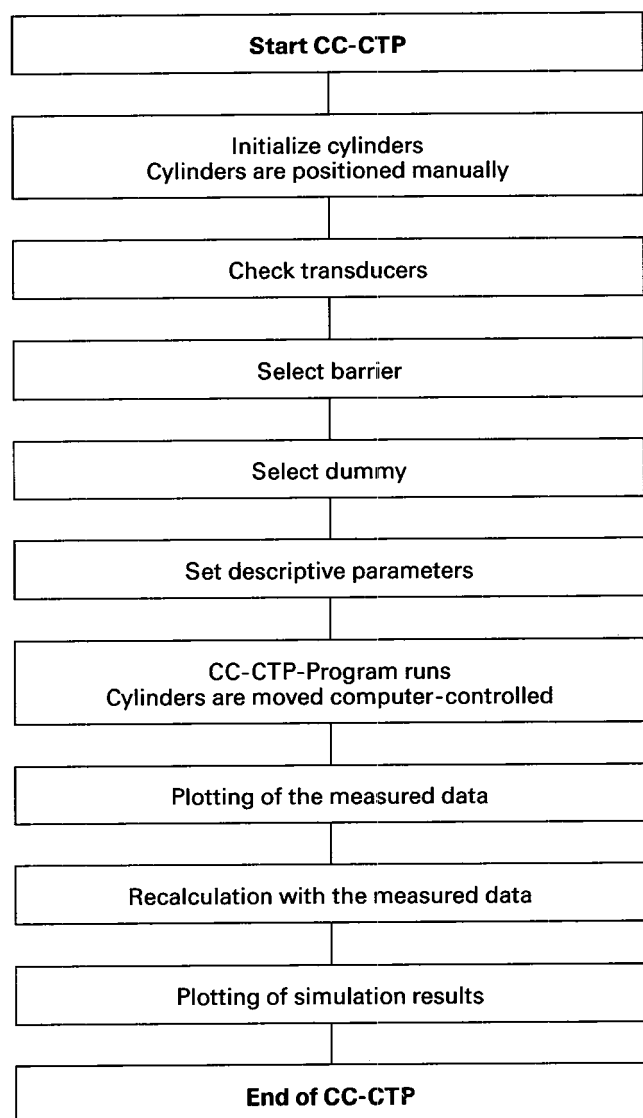 Start CC-CTP
Initialize cylinders
Cylinders are positioned manually
Check transducers
Select barrier
Select dummy
Set descriptive parameters
CC-CTP-Program runs
Cylinders are moved computer-controlled
Plotting of the measured data
Recalculation with the measured data
Plotting of simulation results
End of CC-CTP